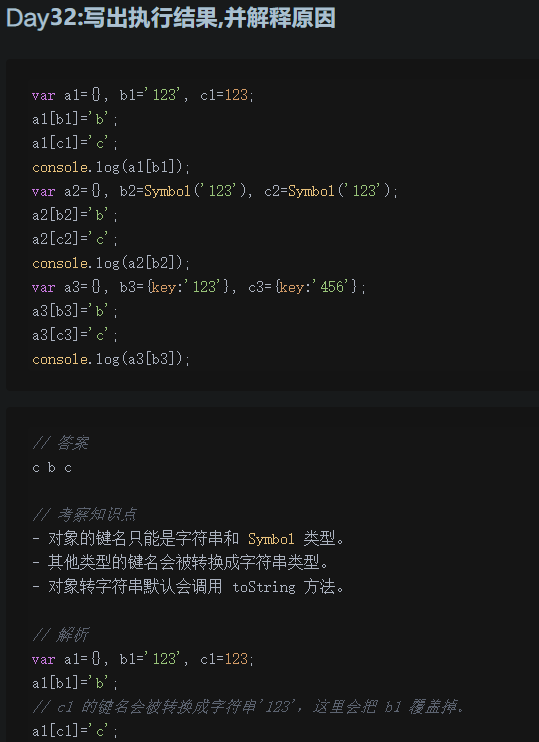 Day32:写出执行结果,并解释原因
var a1={}, b1='123', c1=123;
a1[b1]='b';
a1[c1]='c';
console.log(a1[b1]);
var a2={}, b2=Symbol('123'), c2=Symbol('123');
a2[b2]='b';
a2[c2]='c';
console.log(a2[b2]);
var a3={}, b3={key:'123'}, c3={key:'456'};
a3[b3]='b';
a3[c3]='c';
console.log(a3[b3]);
// 答案
c b c
// 考察知识点
- 对象的键名只能是字符串和 Symbol 类型。
- 其他类型的键名会被转换成字符串类型。
- 对象转字符串默认会调用 toString 方法。
// 解析
var a1={}, b1='123', c1=123;
a1[b1]='b';
// c1 的键名会被转换成字符串'123'，这里会把 b1 覆盖掉。
a1[c1]='c';